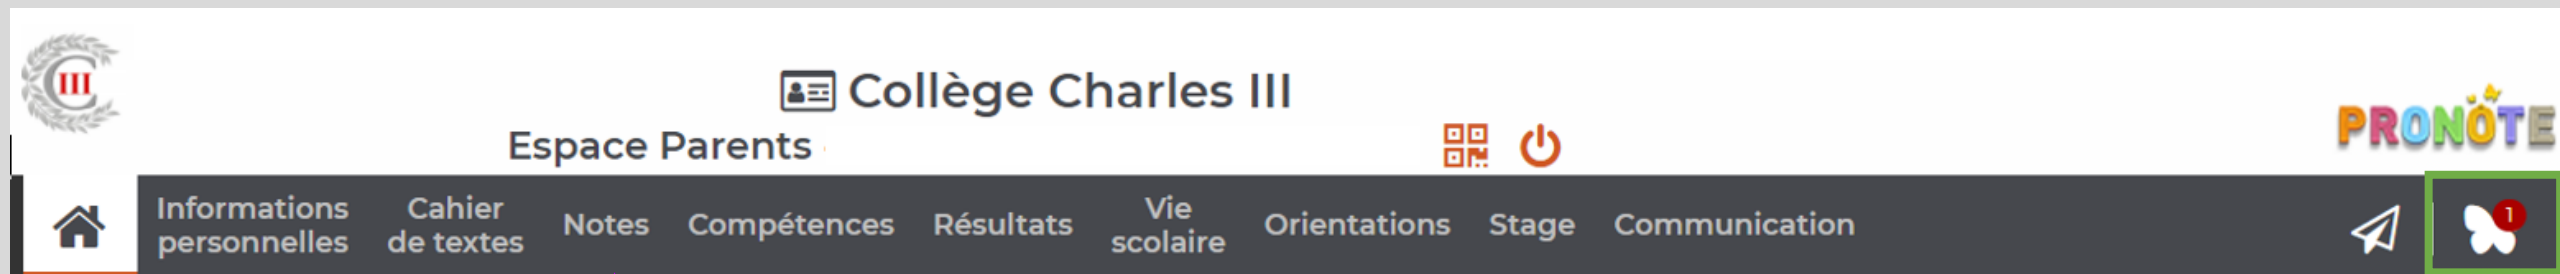 III
Collège Charles III
Espace Parents
PRONOTE
Informations personnelles
Cahier de textes
Notes
Compétences
Résultats
Vie scolaire
Orientations
Stage
Communication
1